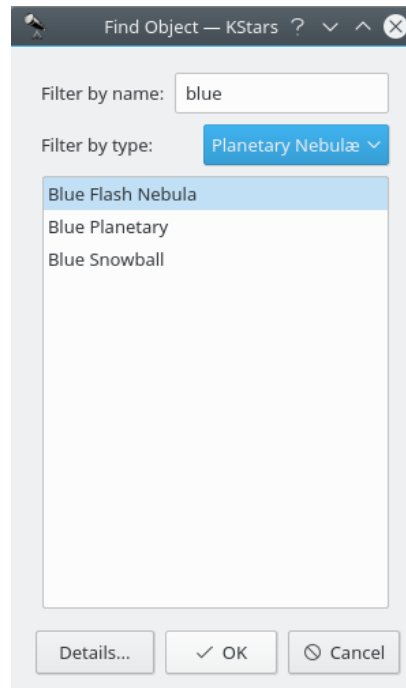 Find Object — KStars ?
Filter by name: blue
Filter by type: Planetary Nebulæ
Blue Flash Nebula
Blue Planetary
Blue Snowball
Details... OK Cancel